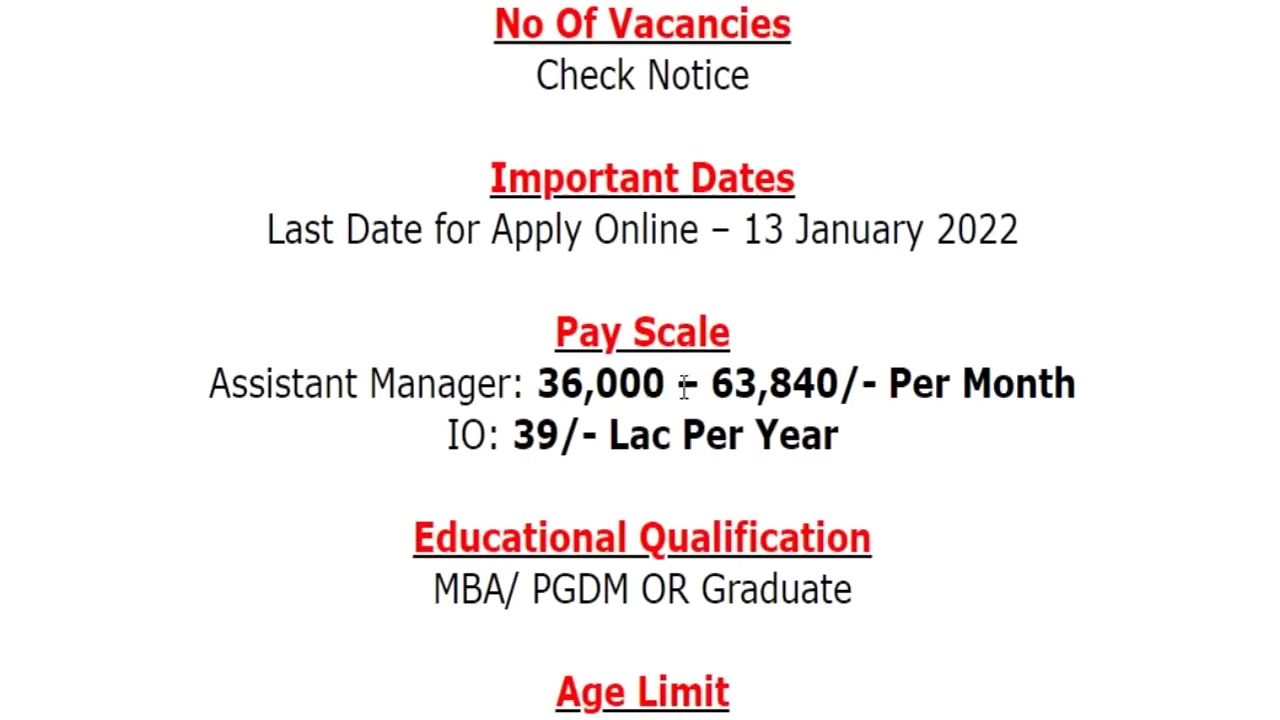 No Of Vacancies
Check Notice
Important Dates
Last Date for Apply Online – 13 January 2022
Pay Scale
Assistant Manager: 36,000 – 63,840/- Per Month
IO: 39/- Lac Per Year
Educational Qualification
MBA/ PGDM OR Graduate
Age Limit